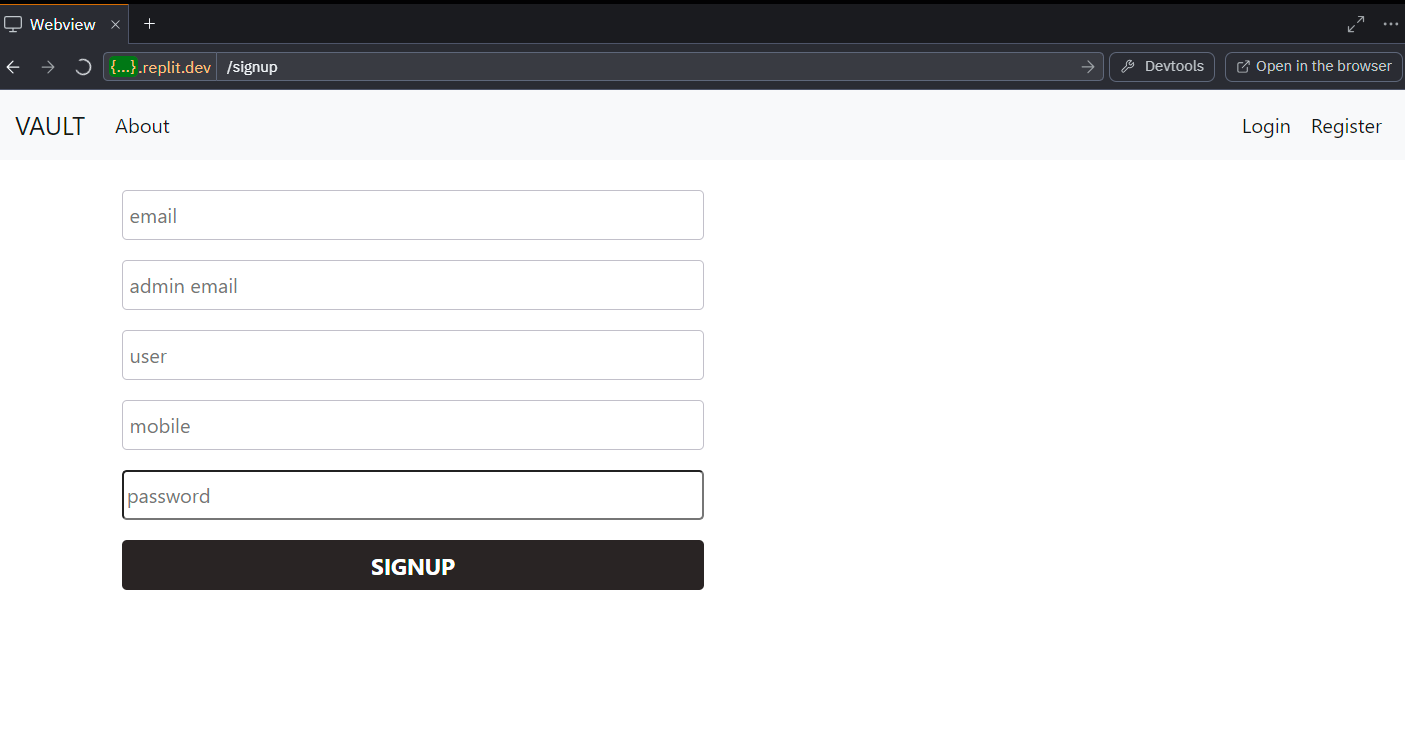 Webview
{...}.replit.dev /signup Devtools Open in the browser
VAULT About Login Register
email
admin email
user
mobile
password
SIGNUP